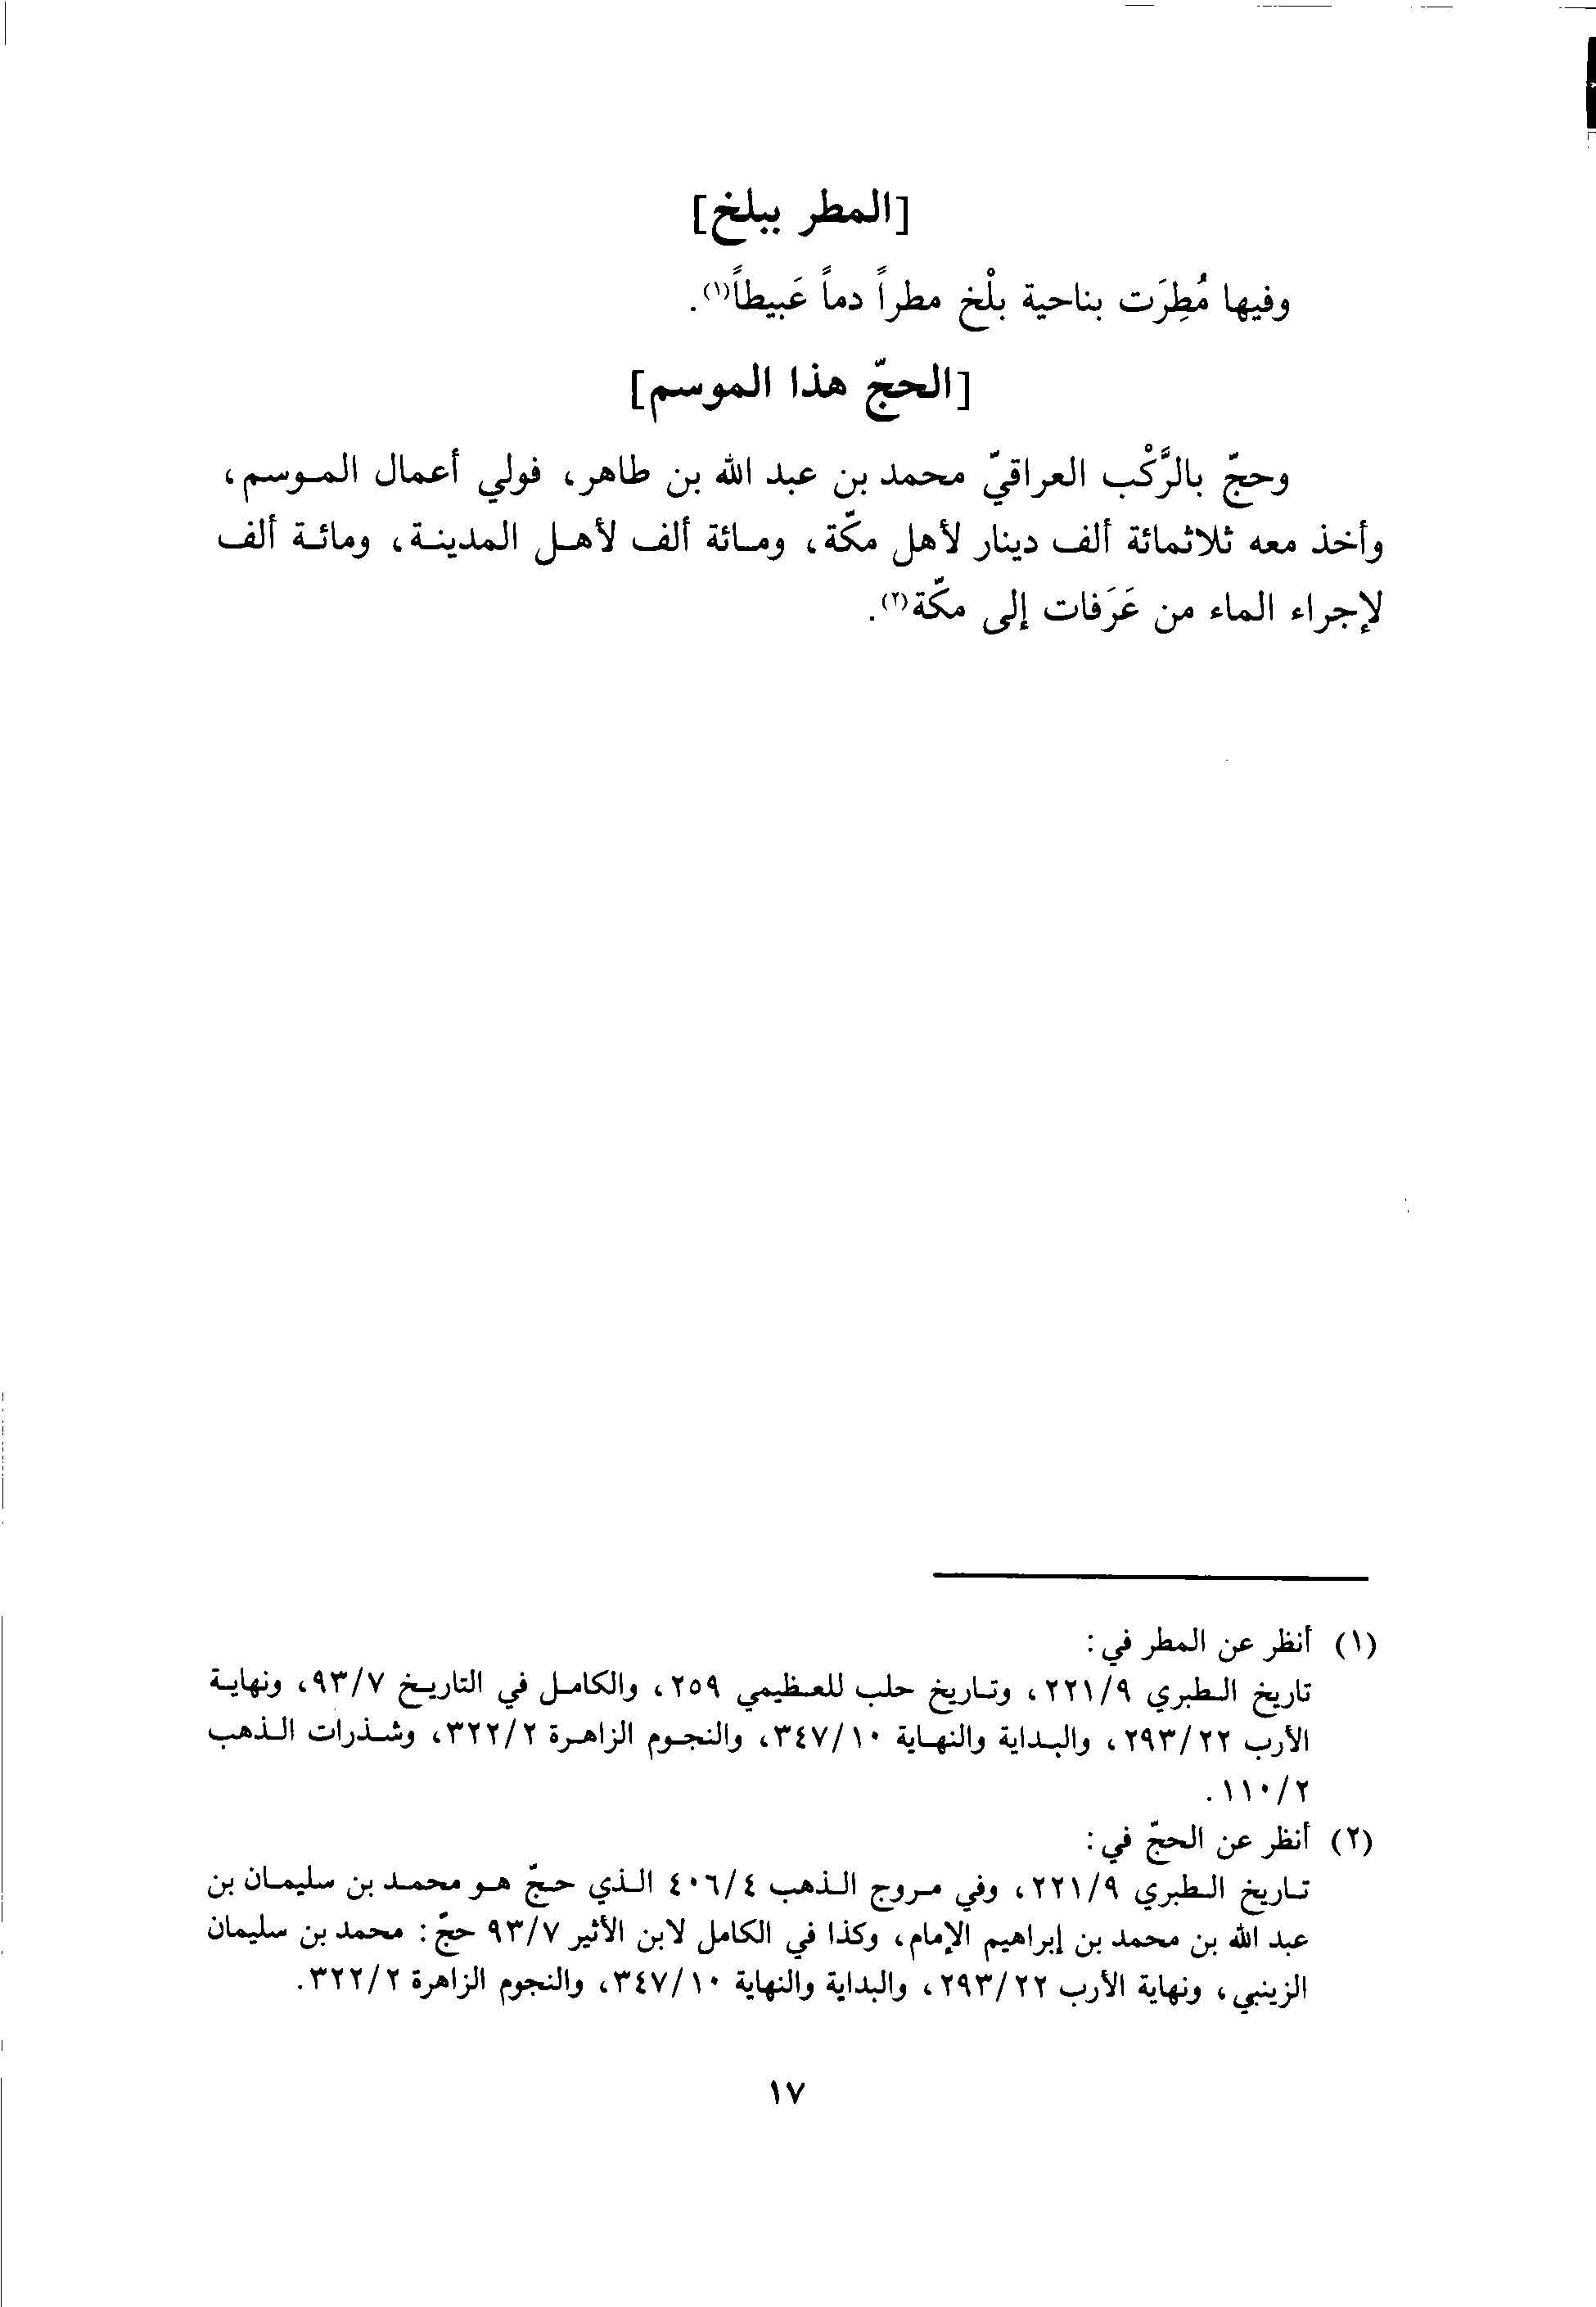 [المطر ببلخ]
وفيها مُطِرَت بناحية بلْخ مطراً دماً عَبيطاً(١).
[الحجّ هذا الموسم]
وحجّ بالرَّكْب العراقيّ محمد بن عبد الله بن طاهر، فولي أعمال الموسم،
وأخذ معه ثلاثمائة ألف دينار لأهل مكّة، ومائة ألف لأهل المدينة، ومائة ألف
لإجراء الماء من عَرَفات إلى مكّة(٢).
(١) أنظر عن المطر في:
تاريخ الطبري ٢٢١/٩، وتاريخ حلب للعظيمي ٢٥٩، والكامل في التاريخ ٩٣/٧، ونهاية
الأرب ٢٩٣/٢٢، والبداية والنهاية ٣٤٧/١٠، والنجوم الزاهرة ٣٢٢/٢، وشذرات الذهب
١١٠/٢.
(٢) أنظر عن الحجّ في:
تاريخ الطبري ٢٢١/٩، وفي مروج الذهب ٤٠٦/٤ الذي حجّ هو محمد بن سليمان بن
عبد الله بن محمد بن إبراهيم الإمام، وكذا في الكامل لابن الأثير ٩٣/٧ حجّ: محمد بن سليمان
الزينبي، ونهاية الأرب ٢٩٣/٢٢، والبداية والنهاية ٣٤٧/١٠، والنجوم الزاهرة ٣٢٢/٢.
١٧